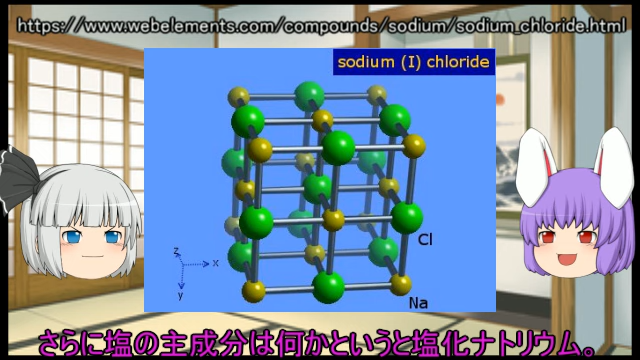 https://www.webelements.com/compounds/sodium/sodium_chloride.html
sodium (I) chloride
Cl
z
x
y
Na
さらに塩の主成分は何かというと塩化ナトリウム。